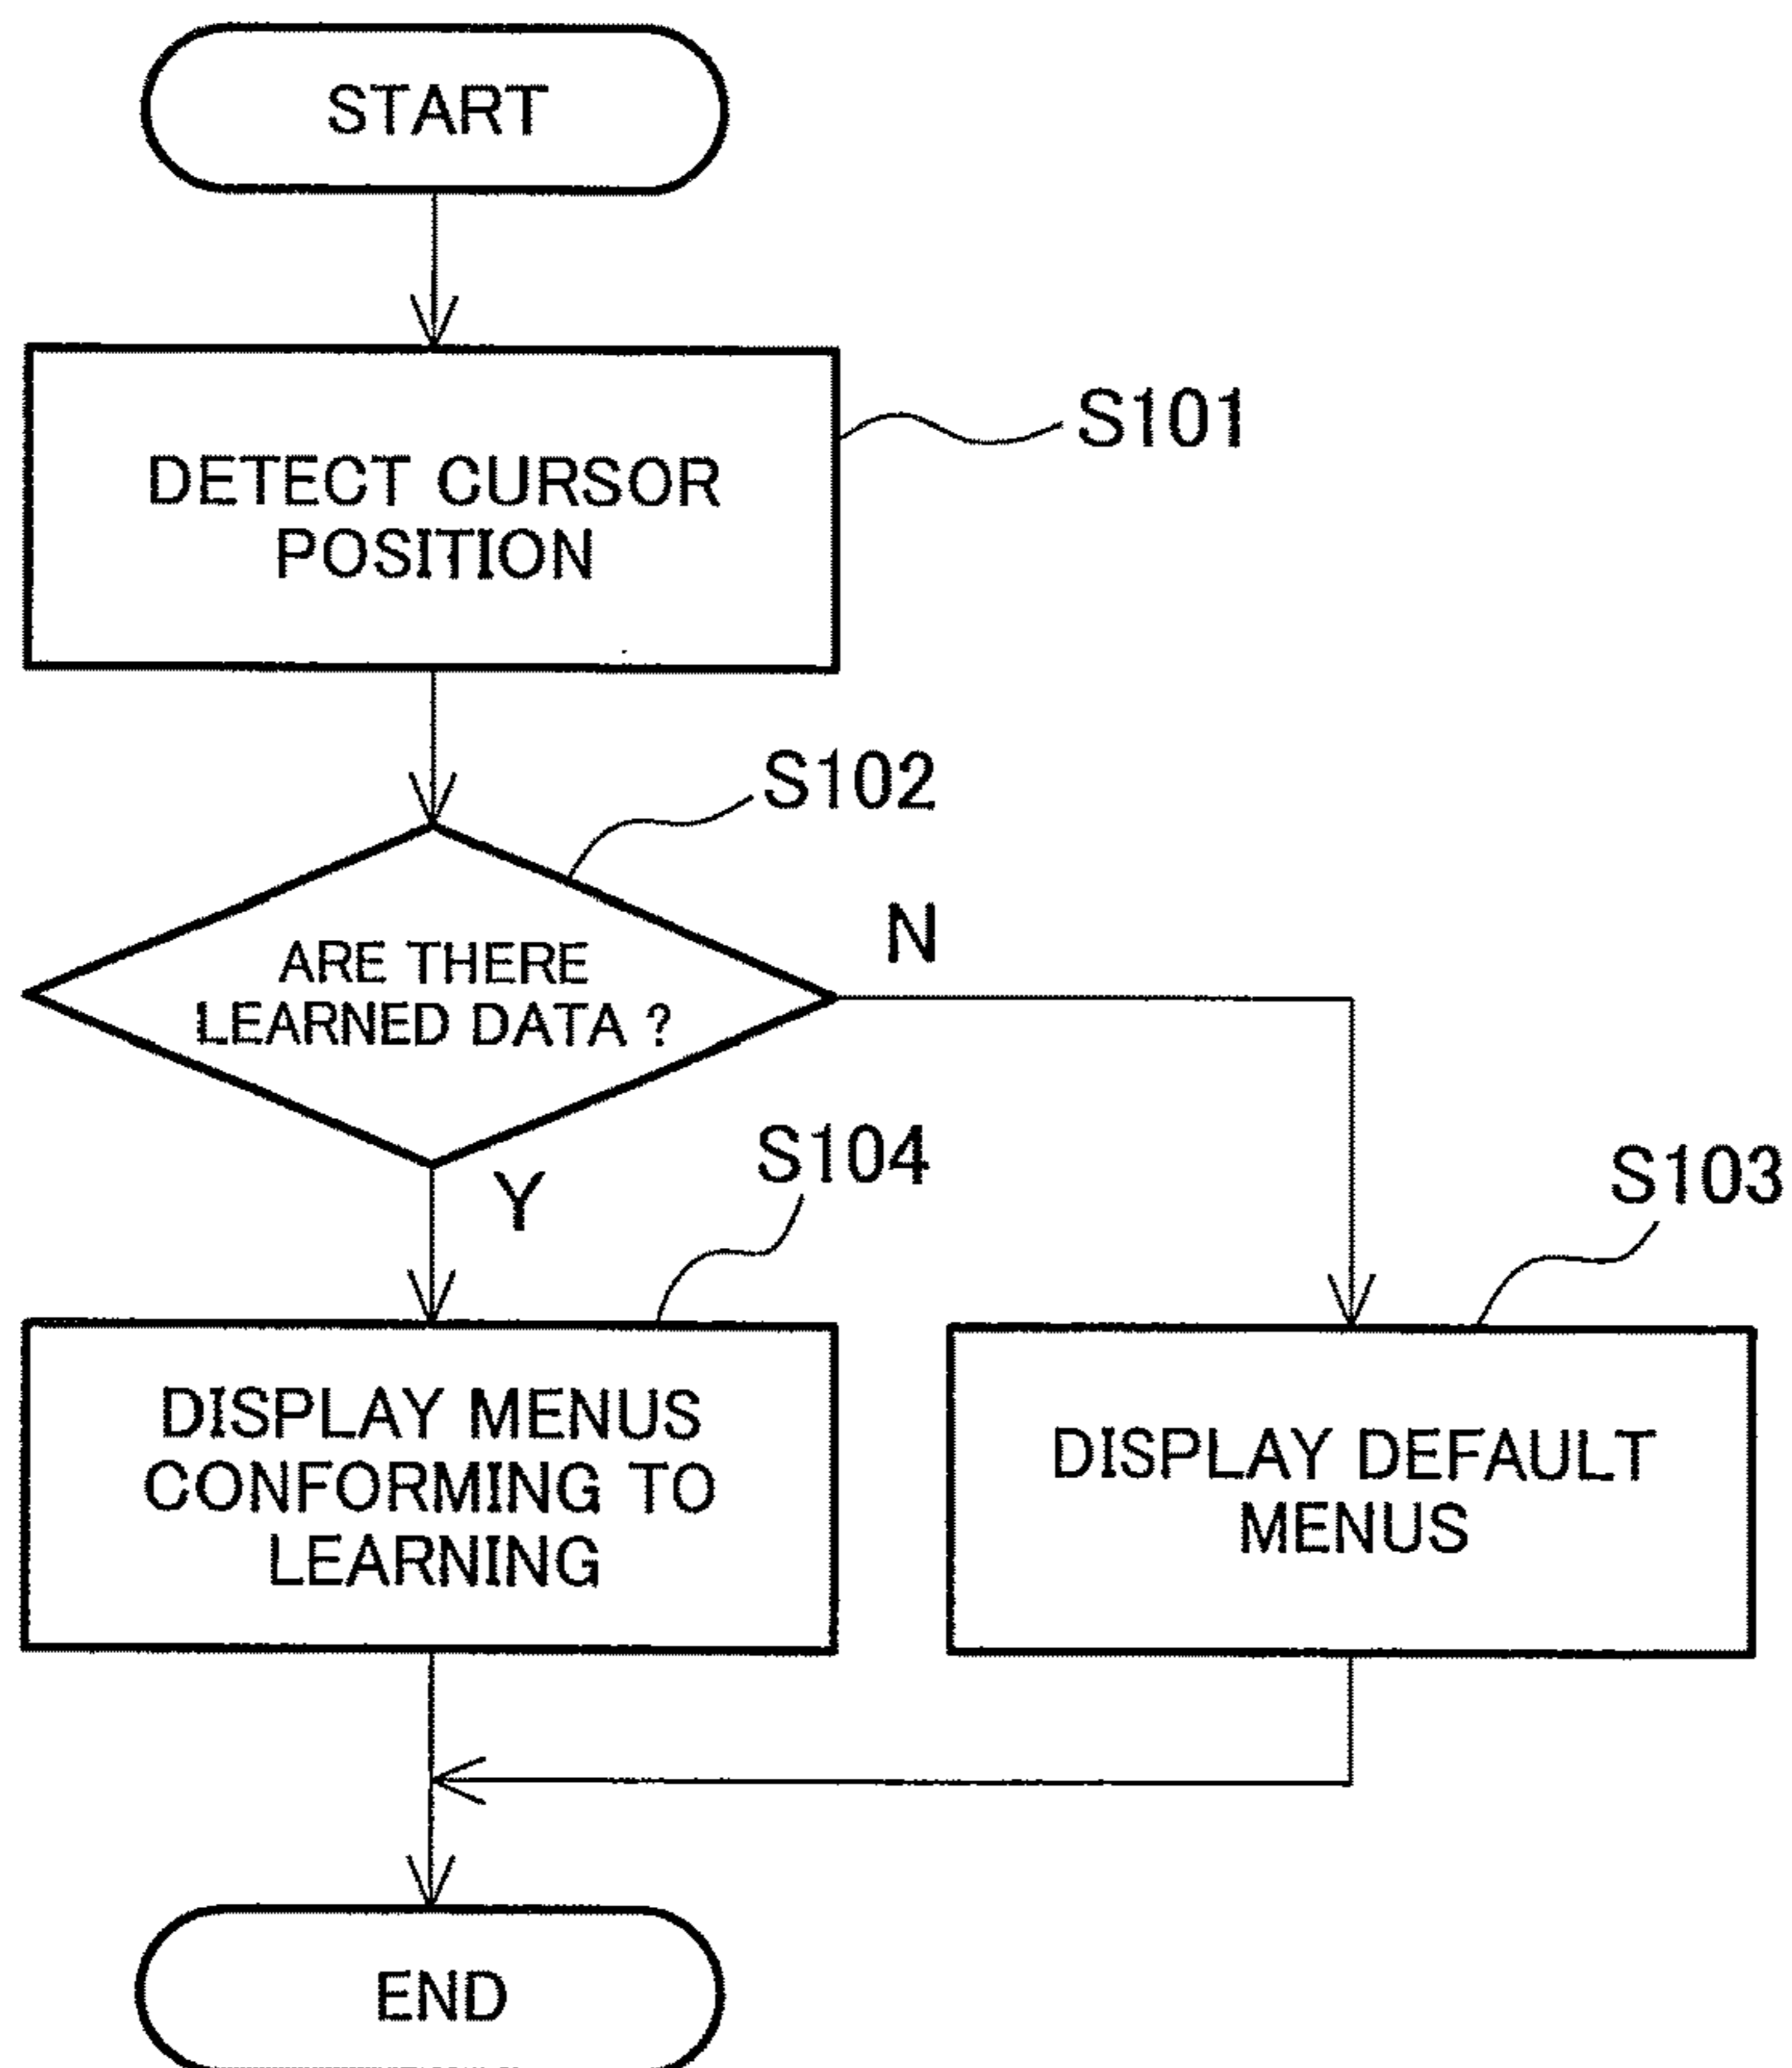 START
S101
DETECT CURSOR
POSITION
S102
N
ARE THERE
LEARNED DATA ?
Y
S104
S103
DISPLAY MENUS
CONFORMING TO
LEARNING
DISPLAY DEFAULT
MENUS
END